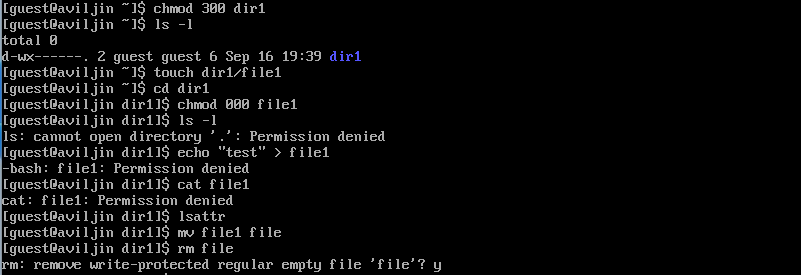 [guest@aviljin ~]$ chmod 300 dir1
[guest@aviljin ~]$ ls -l
total 0
d-wx------. 2 guest guest 6 Sep 16 19:39 dir1
[guest@aviljin ~]$ touch dir1/file1
[guest@aviljin ~]$ cd dir1
[guest@aviljin dir1]$ chmod 000 file1
[guest@aviljin dir1]$ ls -l
ls: cannot open directory '.': Permission denied
[guest@aviljin dir1]$ echo "test" > file1
-bash: file1: Permission denied
[guest@aviljin dir1]$ cat file1
cat: file1: Permission denied
[guest@aviljin dir1]$ lsattr
[guest@aviljin dir1]$ mv file1 file
[guest@aviljin dir1]$ rm file
rm: remove write-protected regular empty file 'file'? y